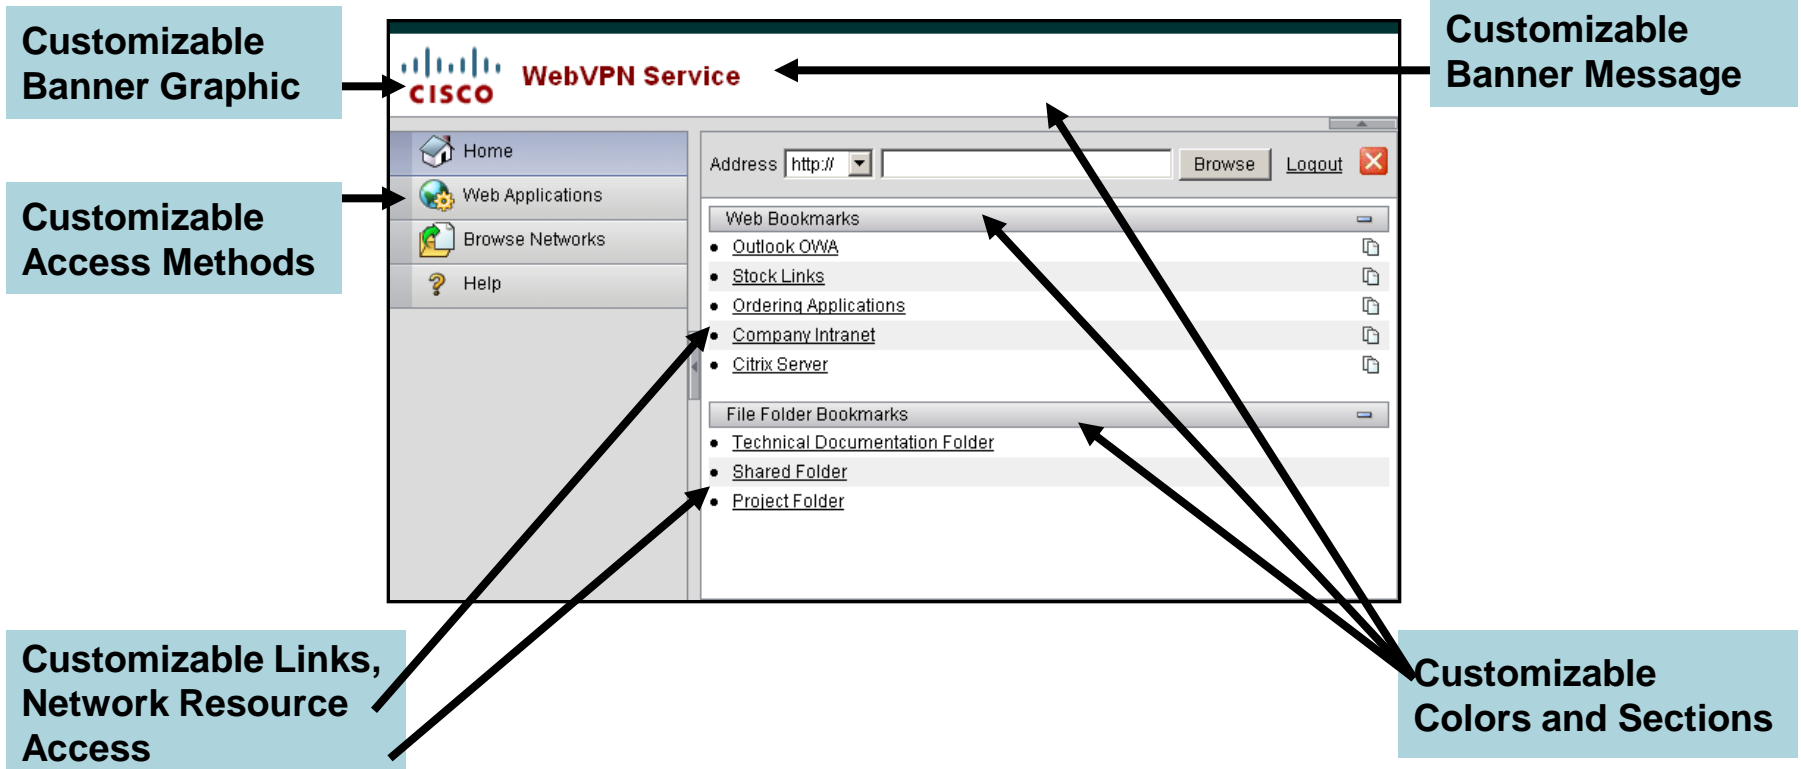 Customizable
Banner Graphic
Customizable
Banner Message
CISCO
WebVPN Service
Customizable
Access Methods
Home
Web Applications
Browse Networks
Help
Address http:// Browse Logout
Web Bookmarks
Outlook OWA
Stock Links
Ordering Applications
Company Intranet
Citrix Server
File Folder Bookmarks
Technical Documentation Folder
Shared Folder
Project Folder
Customizable Links,
Network Resource
Access
Customizable
Colors and Sections